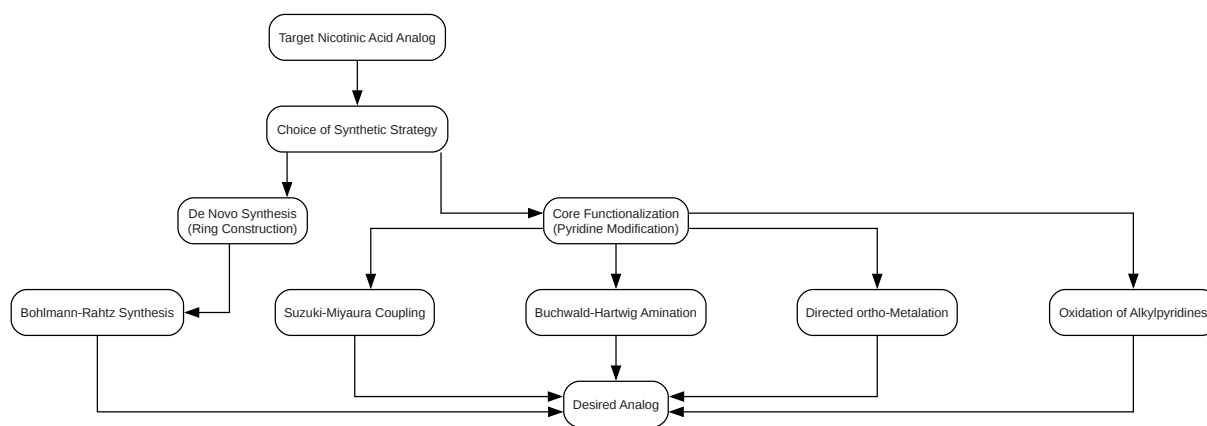 Target Nicotinic Acid Analog
Choice of Synthetic Strategy
De Novo Synthesis
(Ring Construction)
Core Functionalization
(Pyridine Modification)
Bohlmann-Rahtz Synthesis
Suzuki-Miyaura Coupling
Buchwald-Hartwig Amination
Directed ortho-Metalation
Oxidation of Alkylpyridines
Desired Analog